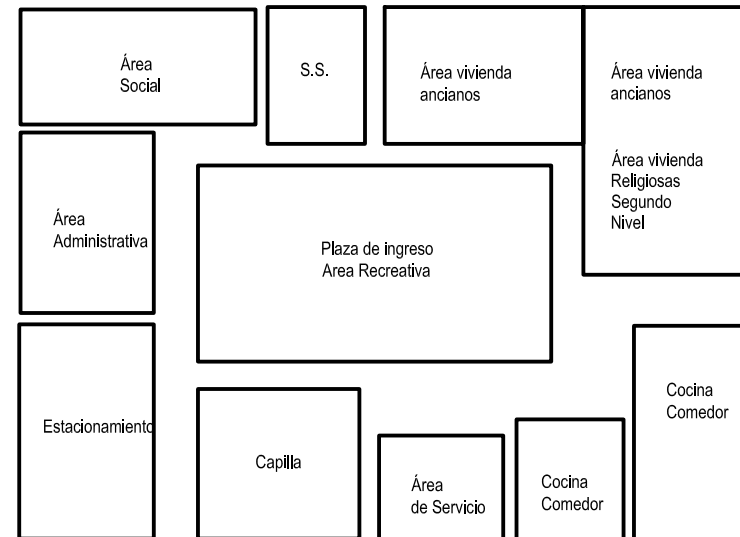 Área
Social
S.S.
Área vivienda
ancianos
Área vivienda
ancianos
Área vivienda
Religiosas
Segundo
Nivel
Área
Administrativa
Plaza de ingreso
Area Recreativa
Estacionamiento
Capilla
Área
de Servicio
Cocina
Comedor
Cocina
Comedor